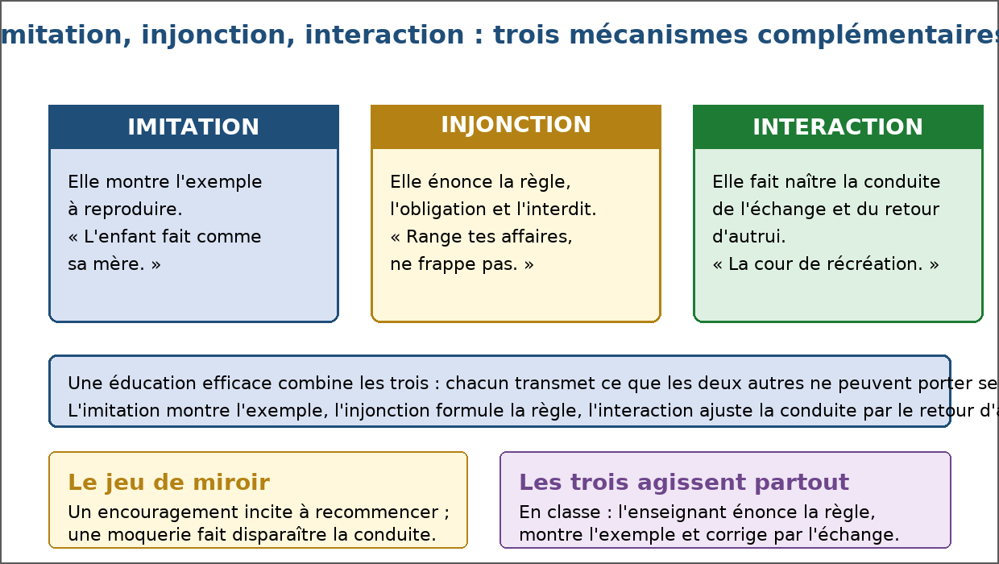 mitation, injonction, interaction : trois mécanismes complémentaires
IMITATION
Elle montre l'exemple
à reproduire.
« L'enfant fait comme
sa mère. »
INJONCTION
Elle énonce la règle,
l'obligation et l'interdit.
« Range tes affaires,
ne frappe pas. »
INTERACTION
Elle fait naître la conduite
de l'échange et du retour
d'autrui.
« La cour de récréation. »
Une éducation efficace combine les trois : chacun transmet ce que les deux autres ne peuvent porter se
L'imitation montre l'exemple, l'injonction formule la règle, l'interaction ajuste la conduite par le retour d'a
Le jeu de miroir
Un encouragement incite à recommencer ;
une moquerie fait disparaître la conduite.
Les trois agissent partout
En classe : l'enseignant énonce la règle,
montre l'exemple et corrige par l'échange.